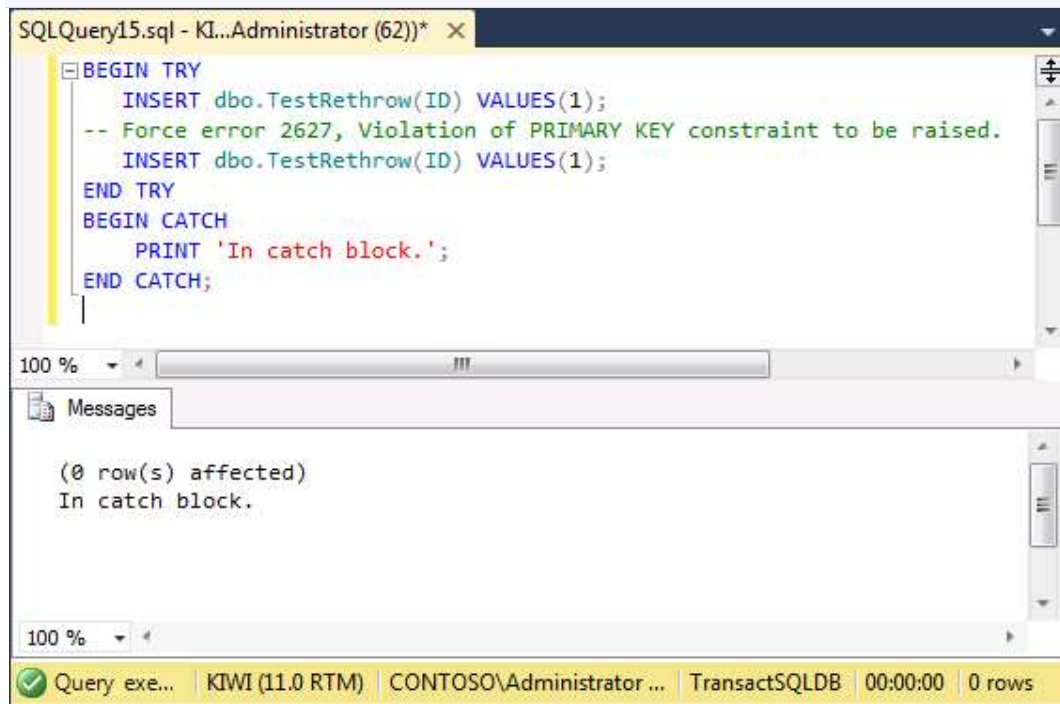 SQLQuery15.sql - KI...Administrator (62))* ×
BEGIN TRY
INSERT dbo.TestRethrow(ID) VALUES(1);
-- Force error 2627, Violation of PRIMARY KEY constraint to be raised.
INSERT dbo.TestRethrow(ID) VALUES(1);
END TRY
BEGIN CATCH
PRINT 'In catch block.';
END CATCH;
100 %
Messages
(0 row(s) affected)
In catch block.
100 %
Query exe... KIWI (11.0 RTM) CONTOSO\Administrator ... TransactSQLDB 00:00:00 0 rows